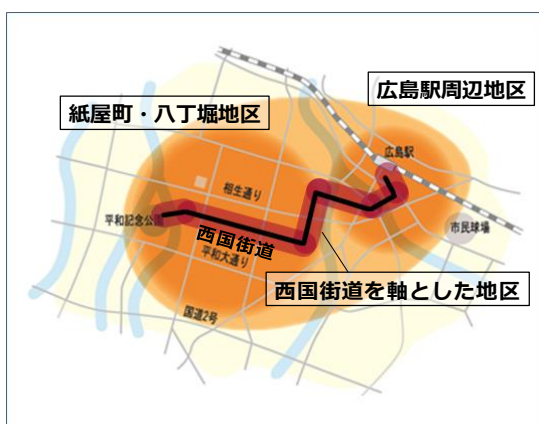 広島駅周辺地区
紙屋町・八丁堀地区
広島駅
相生通り
平和記念公園
西国街道
市民球場
平和大通り
西国街道を軸とした地区
国道2号